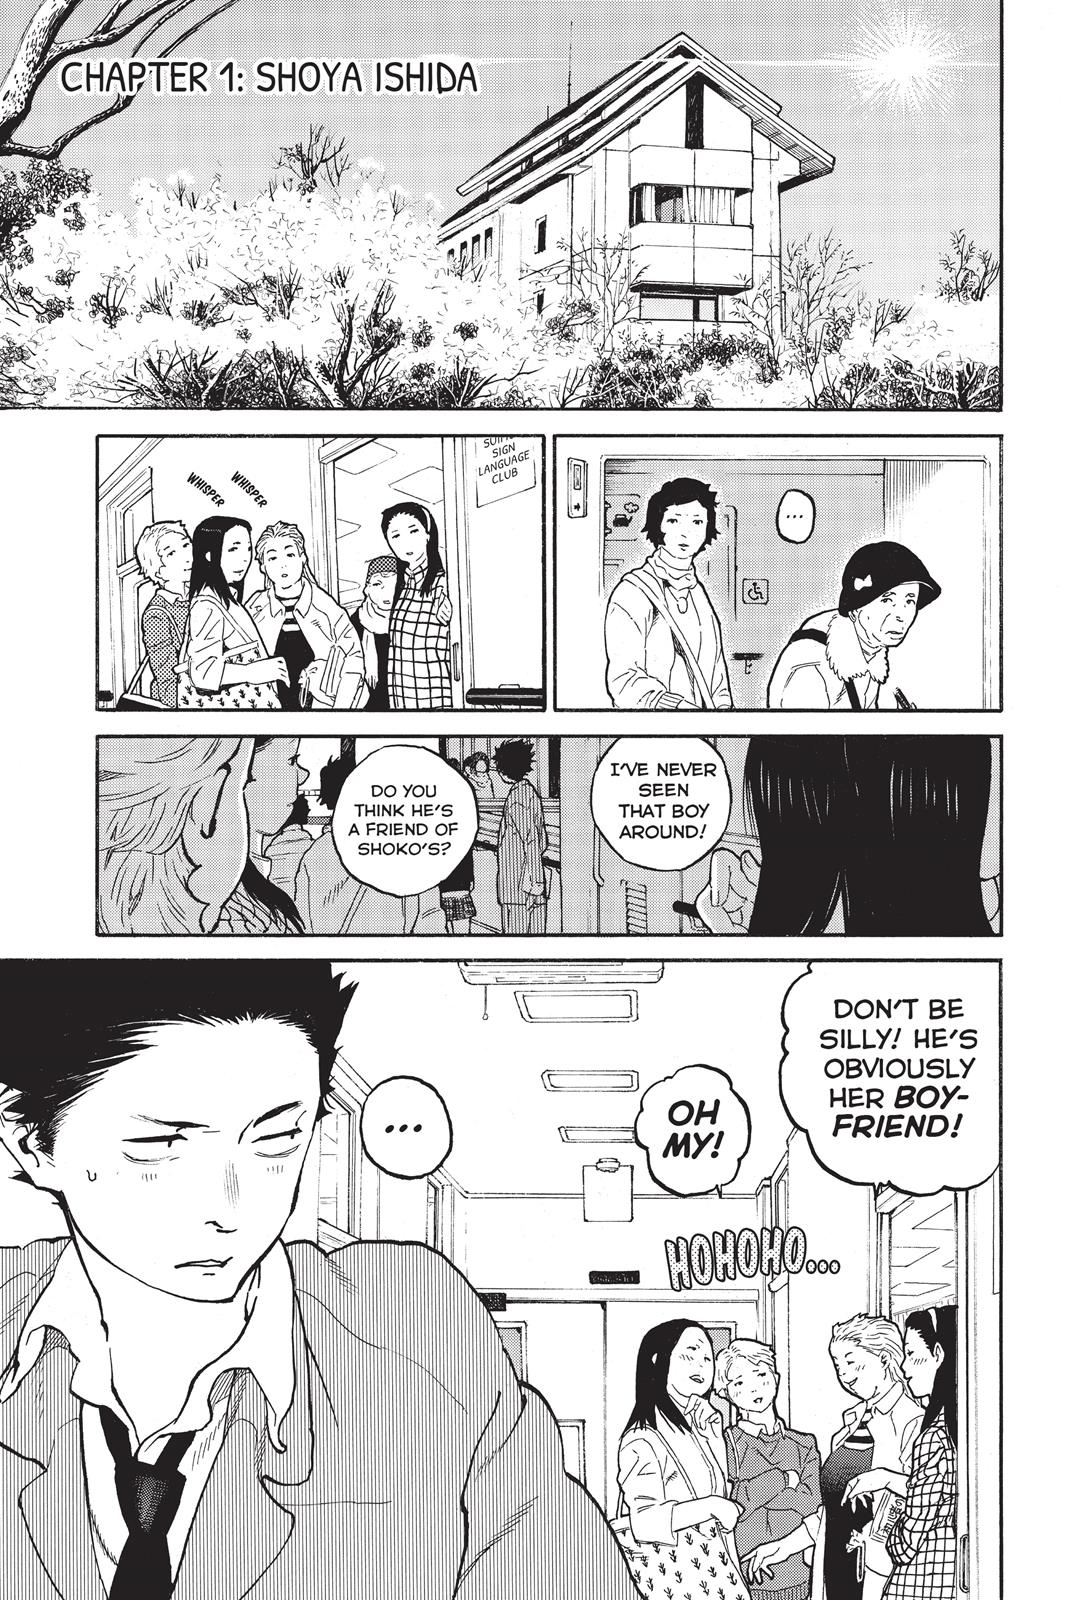 CHAPTER 1: SHOYA ISHIDA
WHISPER
WHISPER
SIGN
LANGUAGE
CLUB
...
DO YOU
THINK HE'S
A FRIEND OF
SHOKO'S?
I'VE NEVER
SEEN
THAT BOY
AROUND!
DON'T BE
SILLY! HE'S
OBVIOUSLY
HER BOY-
FRIEND!
OH
MY!
...
HOHOHO...